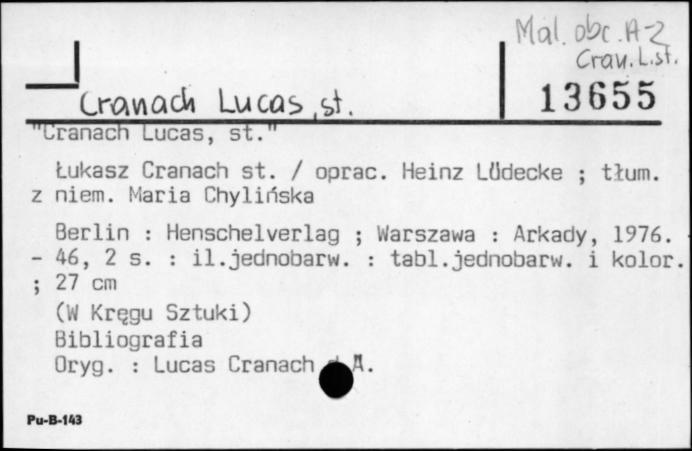 Mal. obc. A-Z
Cran. L. st.
13655
Cranach Lucas, st.
"Cranach Lucas, st."
Łukasz Cranach st. / oprac. Heinz Lüdecke ; tłum.
z niem. Maria Chylińska
Berlin : Henschelverlag ; Warszawa : Arkady, 1976.
- 46, 2 s. : il.jednobarw. : tabl.jednobarw. i kolor.
; 27 cm
(W Kręgu Sztuki)
Bibliografia
Oryg. : Lucas Cranach Ä.
Pu-B-143